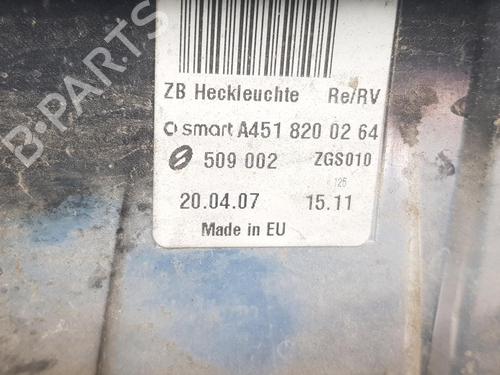 B-PARTS
ZB Heckleuchte Re/RV
smart A451 820 02 64
509 002 ZGS010
125
20.04.07 15.11
Made in EU